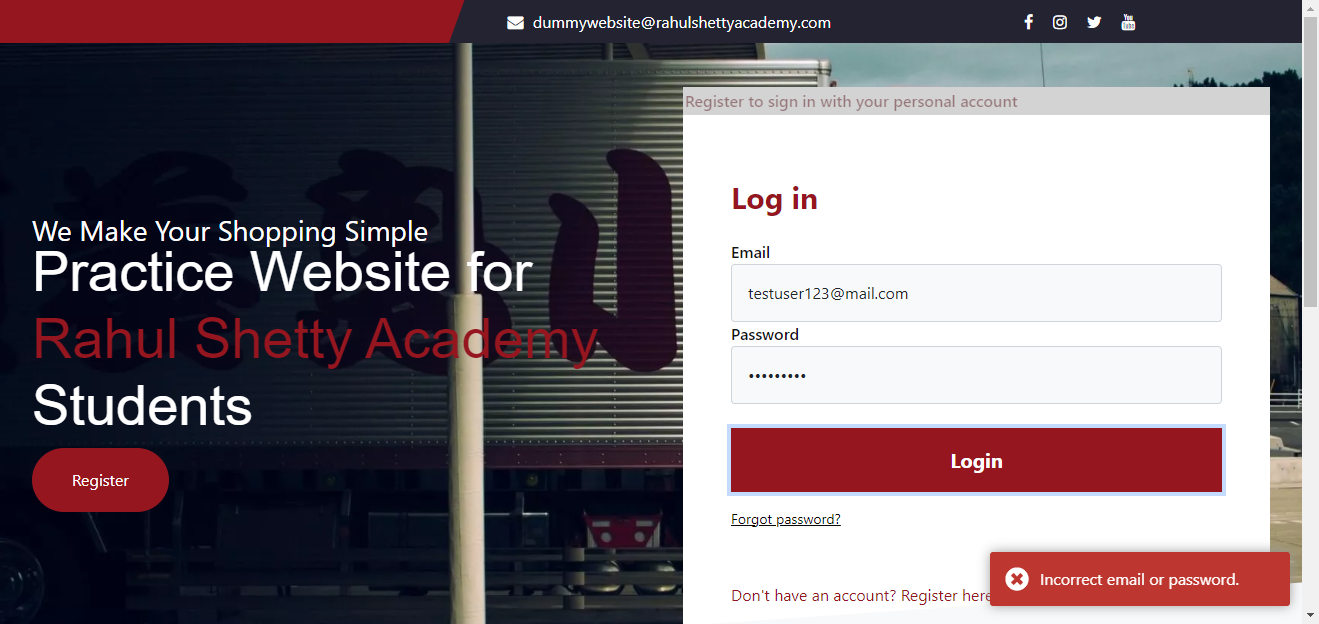 dummywebsite@rahulshettyacademy.com
Register to sign in with your personal account
We Make Your Shopping Simple
Practice Website for
Rahul Shetty Academy
Students
Register
Log in
Email
testuser123@mail.com
Password
•••••••••
Login
Forgot password?
Don't have an account? Register here
Incorrect email or password.